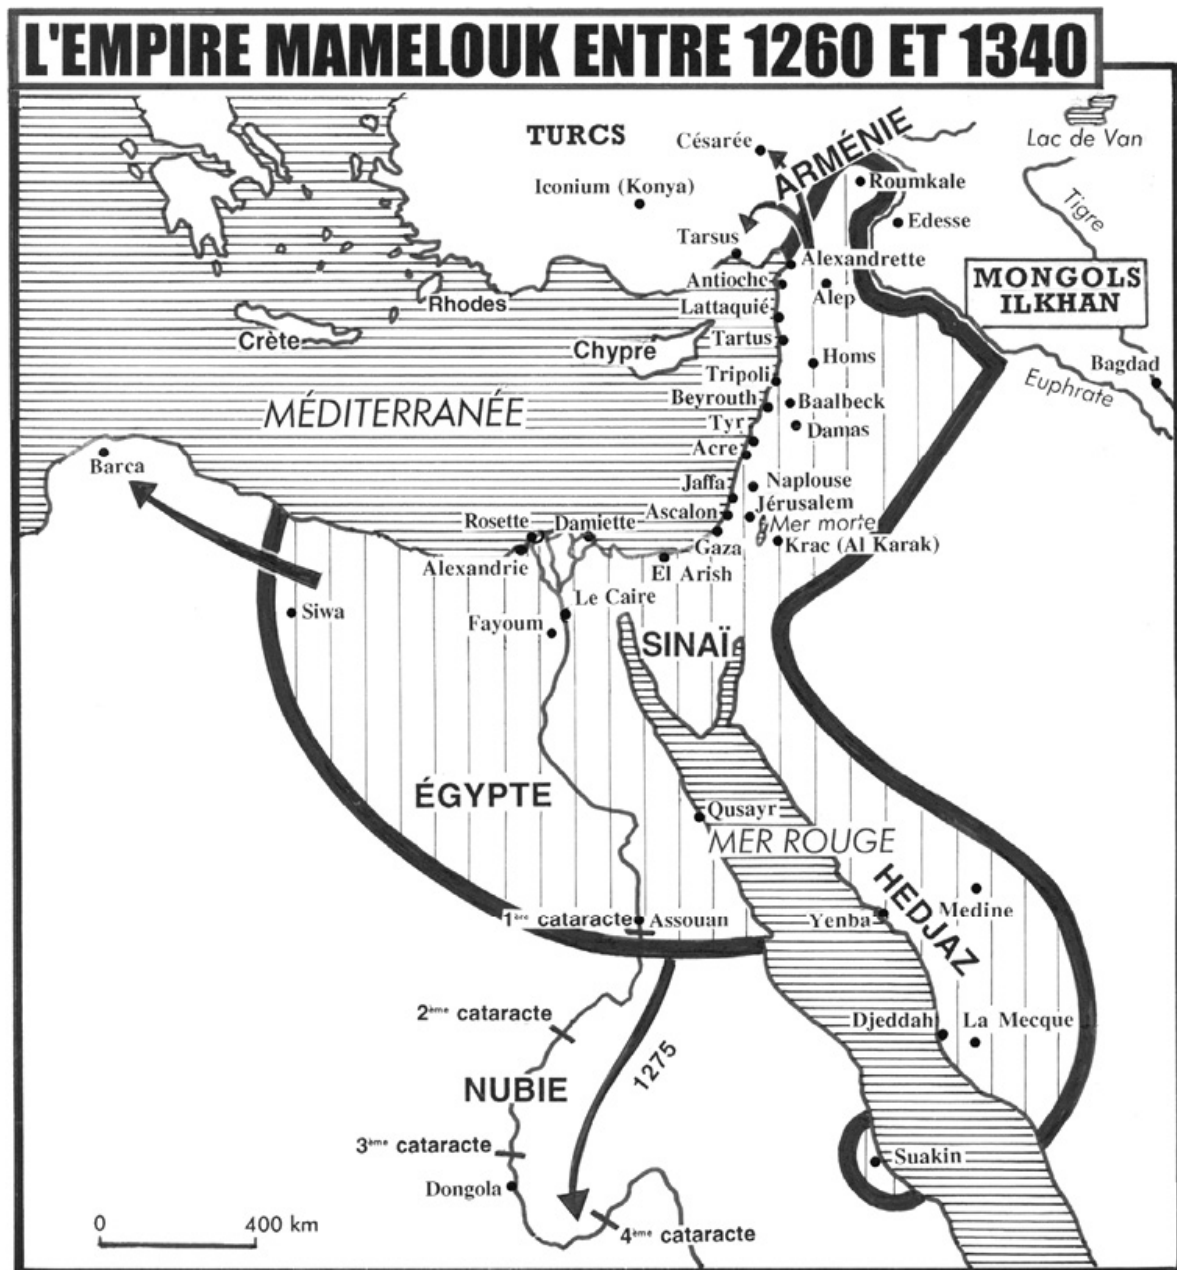 L'EMPIRE MAMELOUK ENTRE 1260 ET 1340
TURCS
Césarée
ARMÉNIE
Lac de Van
Iconium (Konya)
Roumkale
Edesse
Tigre
Tarsus
Alexandrette
MONGOLS
ILKHAN
Antioche
Alep
Rhodes
Lattaquié
Crète
Chypré
Tartus
Homs
Tripoli
Bagdad
Euphrate
MÉDITERRANÉE
Beyrouth
Baalbeck
Tyr
Damas
Acre
Barca
Jaffa
Naplouse
Ascalon
Jérusalem
Mer morte
Rosette
Damiette
Gaza
Krac (Al Karak)
Alexandrie
El Arish
Siwa
Le Caire
Fayoum
SINAÏ
ÉGYPTE
Qusayr
MER ROUGE
HEDJAZ
Medine
1ère cataracte
Assouan
Yenba
2ème cataracte
Djeddah
La Mecque
1275
NUBIE
3ème cataracte
Suakin
Dongola
4ème cataracte
0 400 km